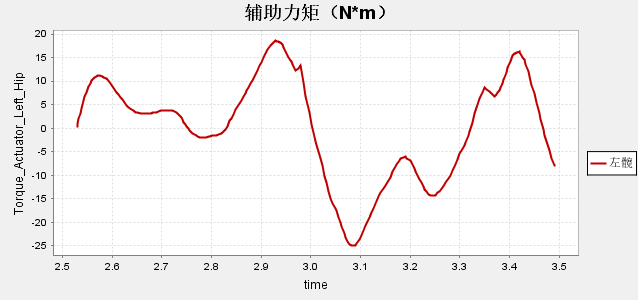 辅助力矩（N*m）
Torque_Actuator_Left_Hip
20
15
10
5
0
-5
-10
-15
-20
-25
2.5 2.6 2.7 2.8 2.9 3.0 3.1 3.2 3.3 3.4 3.5
time
左髋